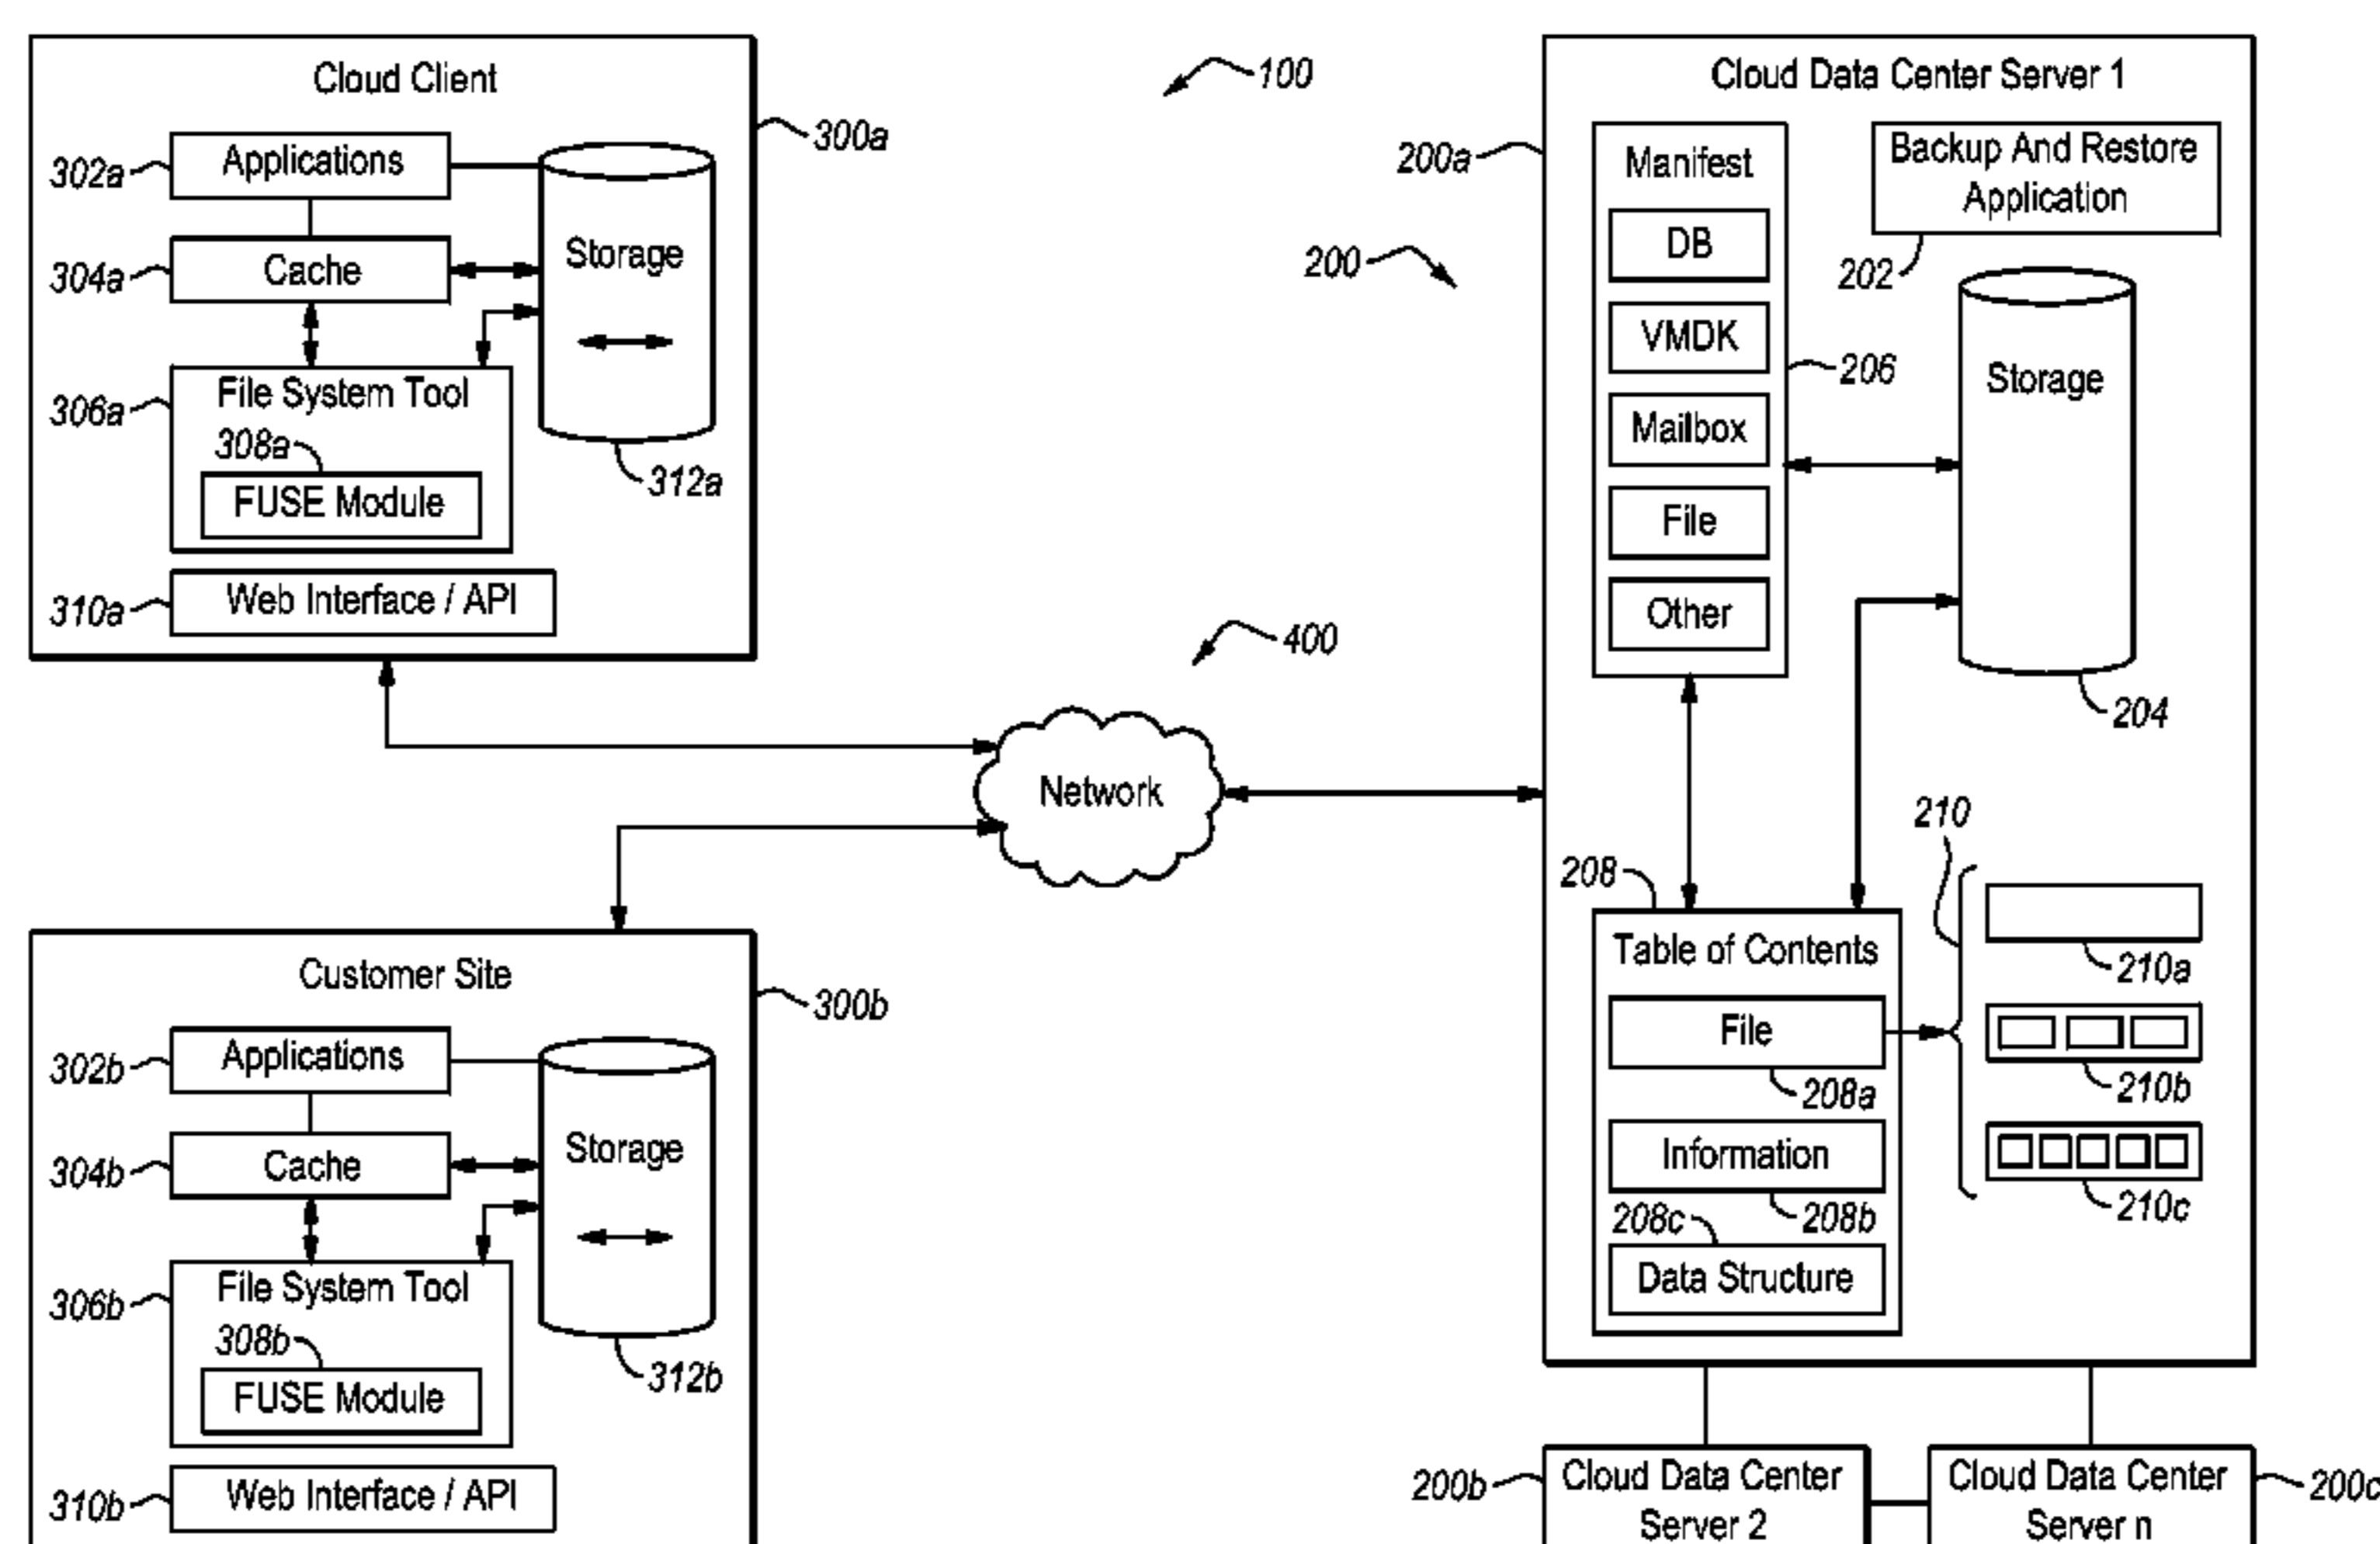 Cloud Client
300a
302a
Applications
304a
Cache
Storage
306a
File System Tool
308a
FUSE Module
312a
310a
Web Interface / API
100
200
400
Network
Customer Site
300b
302b
Applications
304b
Cache
Storage
306b
File System Tool
308b
FUSE Module
312b
310b
Web Interface / API
Cloud Data Center Server 1
200a
Manifest
DB
VMDK
Mailbox
File
Other
206
Backup And Restore
Application
202
Storage
204
208
Table of Contents
File
208a
Information
208b
208c
Data Structure
210
210a
210b
210c
200b
Cloud Data Center
Server 2
Cloud Data Center
Server n
200c